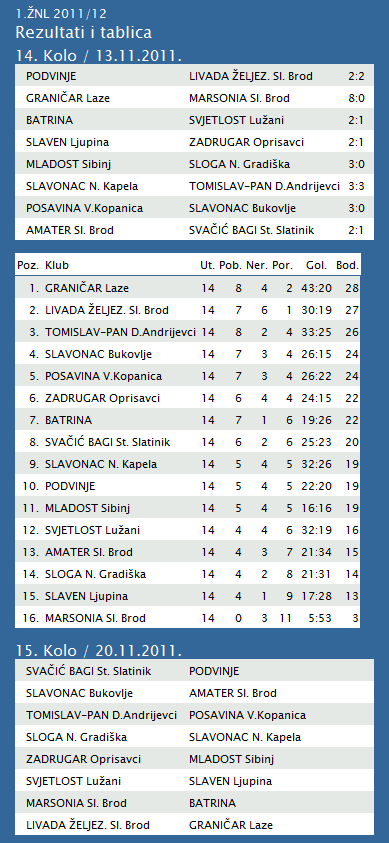 1.ŽNL 2011/12
Rezultati i tablica
14. Kolo / 13.11.2011.
PODVINJE LIVADA ŽELJEZ. Sl. Brod 2:2
GRANIČAR Laze MARSONIA Sl. Brod 8:0
BATRINA SVJETLOST Lužani 2:1
SLAVEN Ljupina ZADRUGAR Oprisavci 2:1
MLADOST Sibinj SLOGA N. Gradiška 3:0
SLAVONAC N. Kapela TOMISLAV-PAN D.Andrijevci 3:3
POSAVINA V.Kopanica SLAVONAC Bukovlje 3:0
AMATER Sl. Brod SVAČIĆ BAGI St. Slatinik 2:1
Poz. Klub Ut. Pob. Ner. Por. Gol. Bod.
1. GRANIČAR Laze 14 8 4 2 43:20 28
2. LIVADA ŽELJEZ. Sl. Brod 14 7 6 1 30:19 27
3. TOMISLAV-PAN D.Andrijevci 14 8 2 4 33:25 26
4. SLAVONAC Bukovlje 14 7 3 4 26:15 24
5. POSAVINA V.Kopanica 14 7 3 4 26:22 24
6. ZADRUGAR Oprisavci 14 6 4 4 24:15 22
7. BATRINA 14 7 1 6 19:26 22
8. SVAČIĆ BAGI St. Slatinik 14 6 2 6 25:23 20
9. SLAVONAC N. Kapela 14 5 4 5 32:26 19
10. PODVINJE 14 5 4 5 22:20 19
11. MLADOST Sibinj 14 5 4 5 16:16 19
12. SVJETLOST Lužani 14 4 4 6 32:19 16
13. AMATER Sl. Brod 14 4 3 7 21:34 15
14. SLOGA N. Gradiška 14 4 2 8 21:31 14
15. SLAVEN Ljupina 14 4 1 9 17:28 13
16. MARSONIA Sl. Brod 14 0 3 11 5:53 3
15. Kolo / 20.11.2011.
SVAČIĆ BAGI St. Slatinik PODVINJE
SLAVONAC Bukovlje AMATER Sl. Brod
TOMISLAV-PAN D.Andrijevci POSAVINA V.Kopanica
SLOGA N. Gradiška SLAVONAC N. Kapela
ZADRUGAR Oprisavci MLADOST Sibinj
SVJETLOST Lužani SLAVEN Ljupina
MARSONIA Sl. Brod BATRINA
LIVADA ŽELJEZ. Sl. Brod GRANIČAR Laze